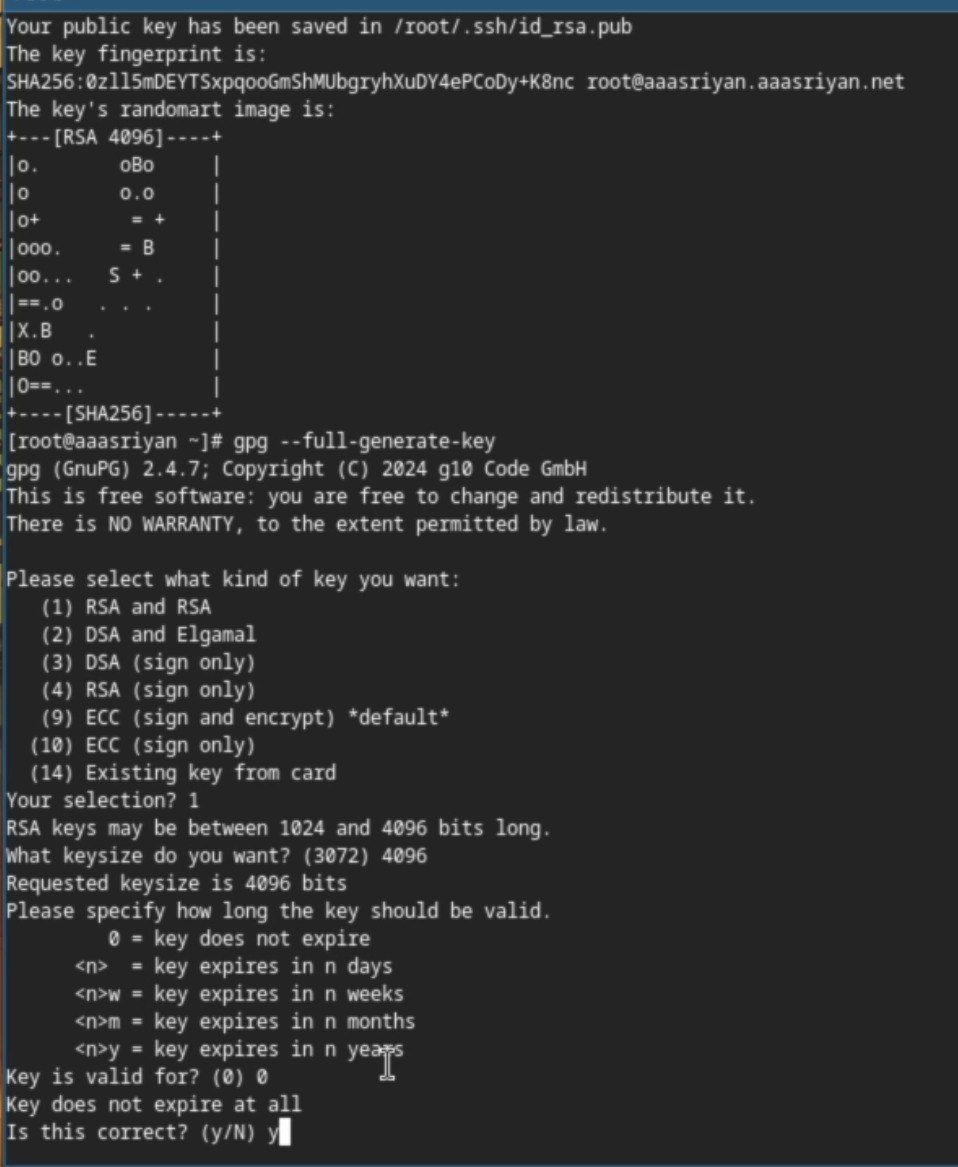 Your public key has been saved in /root/.ssh/id_rsa.pub
The key fingerprint is:
SHA256:0zll5mDEYTSxpqooGmShMUbgryhXuDY4ePCoDy+K8nc root@aaasriyan.aaasriyan.net
The key's randomart image is:
+---[RSA 4096]----+
|o.       oBo     |
|o        o.o     |
|o+        = +    |
|ooo.     = B     |
|oo...   S + .    |
|==.o   . . .     |
|X.B   .          |
|BO o..E          |
|O==...           |
+----[SHA256]-----+
[root@aaasriyan ~]# gpg --full-generate-key
gpg (GnuPG) 2.4.7; Copyright (C) 2024 g10 Code GmbH
This is free software: you are free to change and redistribute it.
There is NO WARRANTY, to the extent permitted by law.

Please select what kind of key you want:
   (1) RSA and RSA
   (2) DSA and Elgamal
   (3) DSA (sign only)
   (4) RSA (sign only)
   (9) ECC (sign and encrypt) *default*
  (10) ECC (sign only)
  (14) Existing key from card
Your selection? 1
RSA keys may be between 1024 and 4096 bits long.
What keysize do you want? (3072) 4096
Requested keysize is 4096 bits
Please specify how long the key should be valid.
         0 = key does not expire
      <n>  = key expires in n days
      <n>w = key expires in n weeks
      <n>m = key expires in n months
      <n>y = key expires in n years
Key is valid for? (0) 0
Key does not expire at all
Is this correct? (y/N) y